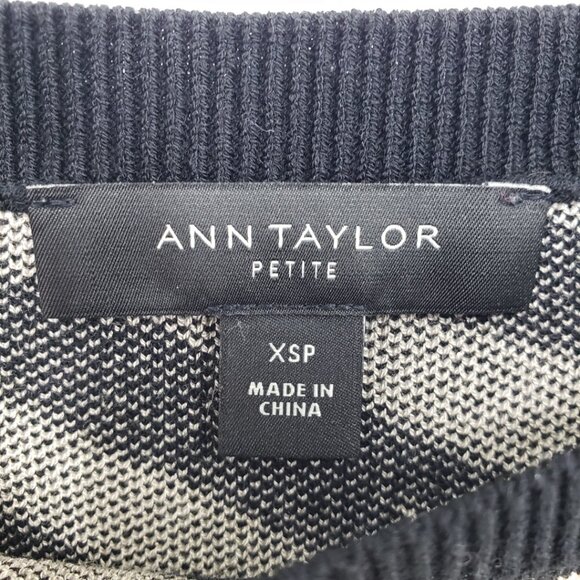 ANN TAYLOR
PETITE
XSP
MADE IN
CHINA